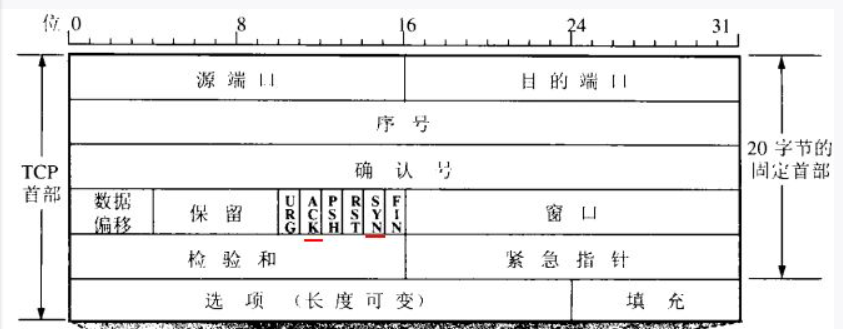 位 0 8 16 24 31
源端口 目的端口
序号
TCP首部 确认号 20字节的固定首部
数据偏移 保留 URG ACK PSH RST SYN FIN 窗口
检验和 紧急指针
选项（长度可变） 填充